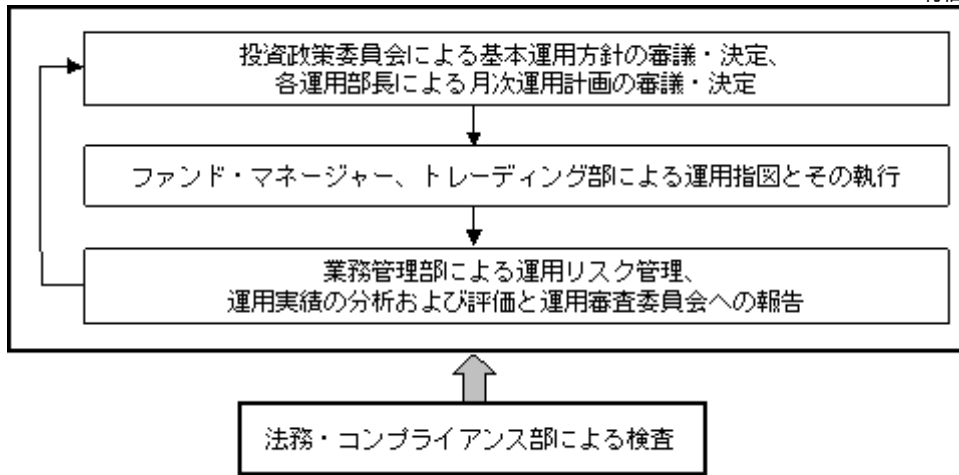 投資政策委員会による基本運用方針の審議・決定、
各運用部長による月次運用計画の審議・決定
ファンド・マネージャー、トレーディング部による運用指図とその執行
業務管理部による運用リスク管理、
運用実績の分析および評価と運用審査委員会への報告
法務・コンプライアンス部による検査